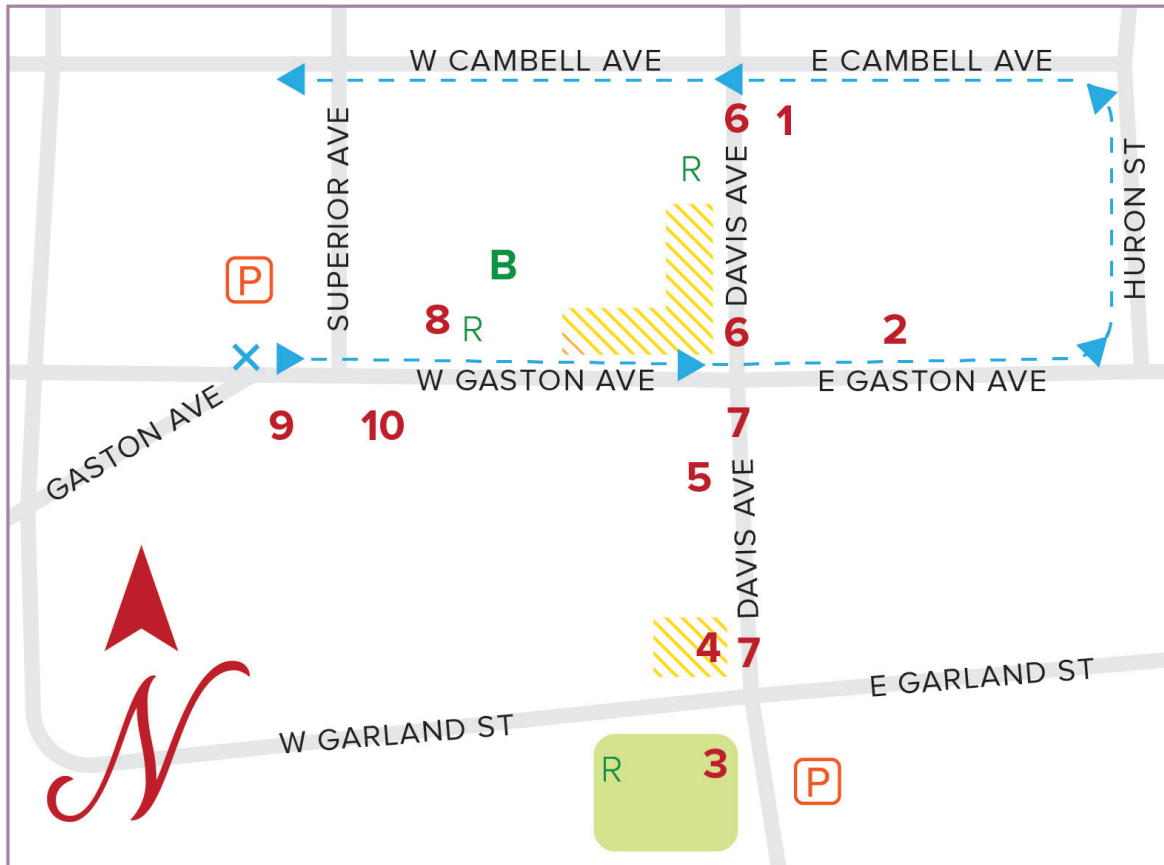 W CAMBELL AVE
E CAMBELL AVE
6
1
SUPERIOR AVE
R
DAVIS AVE
HURON ST
B
P
8
R
6
2
W GASTON AVE
E GASTON AVE
GASTON AVE
9
10
7
5
DAVIS AVE
4
7
E GARLAND ST
W GARLAND ST
N
R
3
P